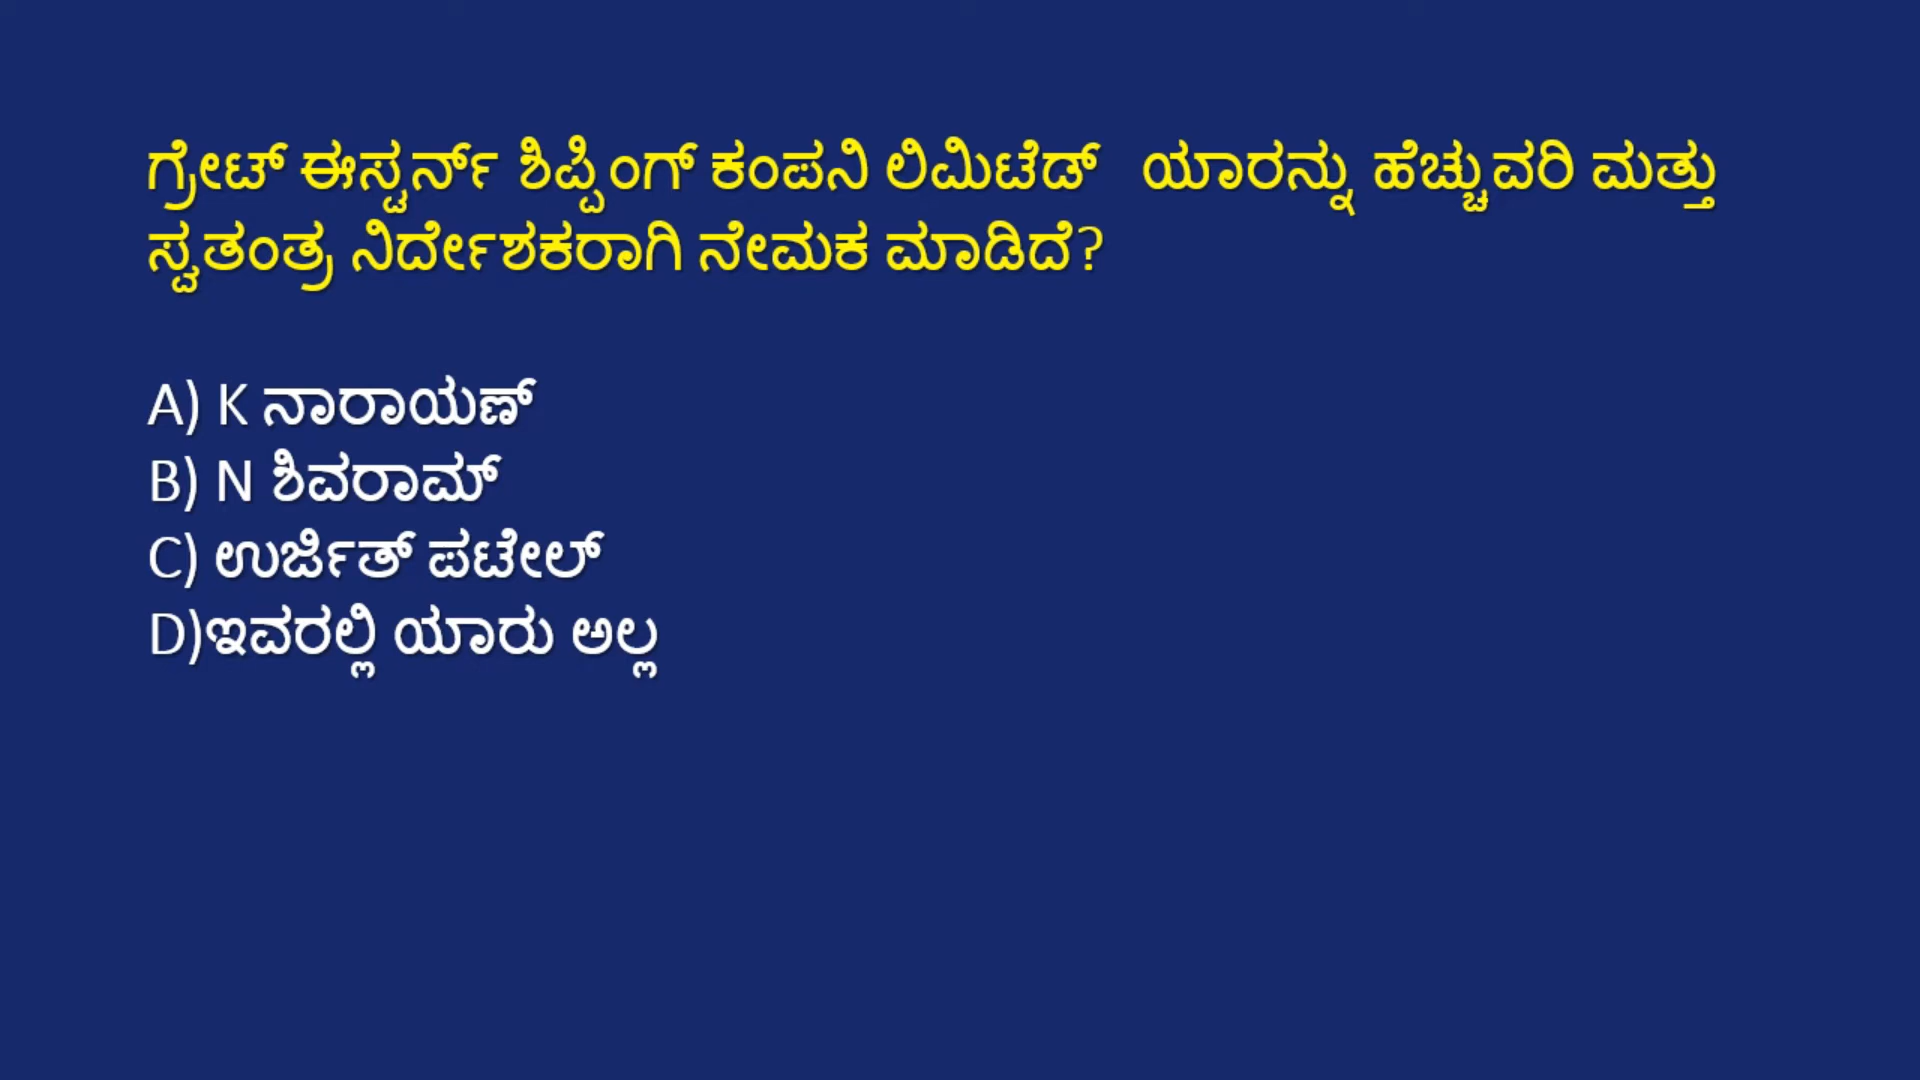 ಗ್ರೇಟ್ ಈಸ್ಟರ್ನ್ ಶಿಪ್ಪಿಂಗ್ ಕಂಪನಿ ಲಿಮಿಟೆಡ್ ಯಾರನ್ನು ಹೆಚ್ಚುವರಿ ಮತ್ತು
ಸ್ವತಂತ್ರ ನಿರ್ದೇಶಕರಾಗಿ ನೇಮಕ ಮಾಡಿದೆ?
A) K ನಾರಾಯಣ್
B) N ಶಿವರಾಮ್
C) ಉರ್ಜಿತ್ ಪಟೇಲ್
D)ಇವರಲ್ಲಿ ಯಾರು ಅಲ್ಲ